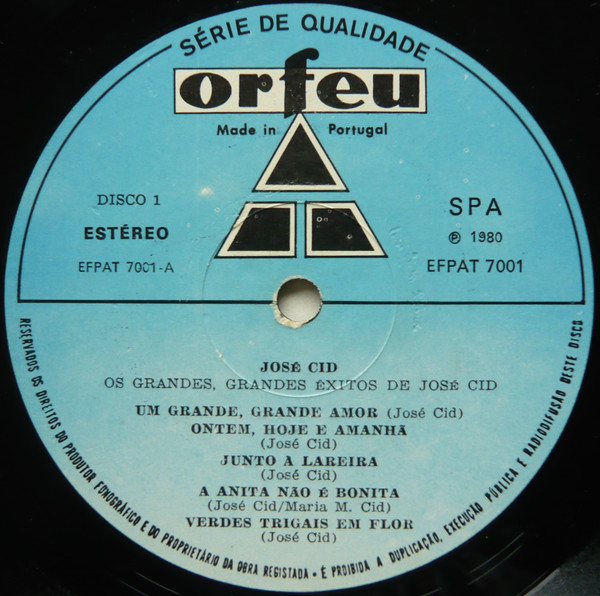 SÉRIE DE QUALIDADE
orfeu
Made in Portugal
DISCO 1
ESTÉREO
EFPAT 7001-A
SPA
℗ 1980
EFPAT 7001
JOSÉ CID
OS GRANDES, GRANDES ÉXITOS DE JOSÉ CID
UM GRANDE, GRANDE AMOR (José Cid)
ONTEM, HOJE E AMANHÃ
(José Cid)
JUNTO À LAREIRA
(José Cid)
A ANITA NÃO É BONITA
(José Cid/Maria M. Cid)
VERDES TRIGAIS EM FLOR
(José Cid)
RESERVADOS OS DIREITOS DO PRODUTOR FONOGRÁFICO E DO PROPRIETÁRIO DA OBRA REGISTADA • É PROIBIDA A DUPLICAÇÃO, EXECUÇÃO PÚBLICA E RADIODIFUSÃO DESTE DISCO